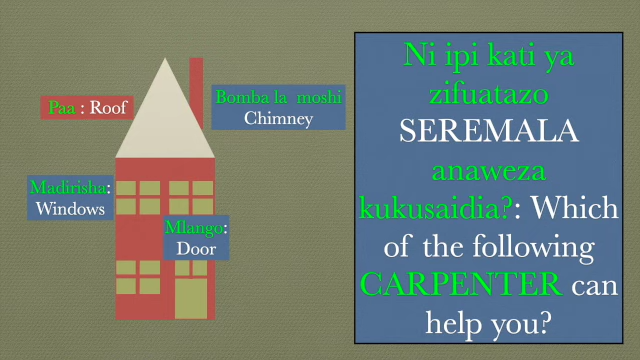 Paa : Roof
Bomba la moshi
Chimney
Madirisha:
Windows
Mlango:
Door
Ni ipi kati ya
zifuatazo
SEREMALA
anaweza
kukusaidia?: Which
of the following
CARPENTER can
help you?